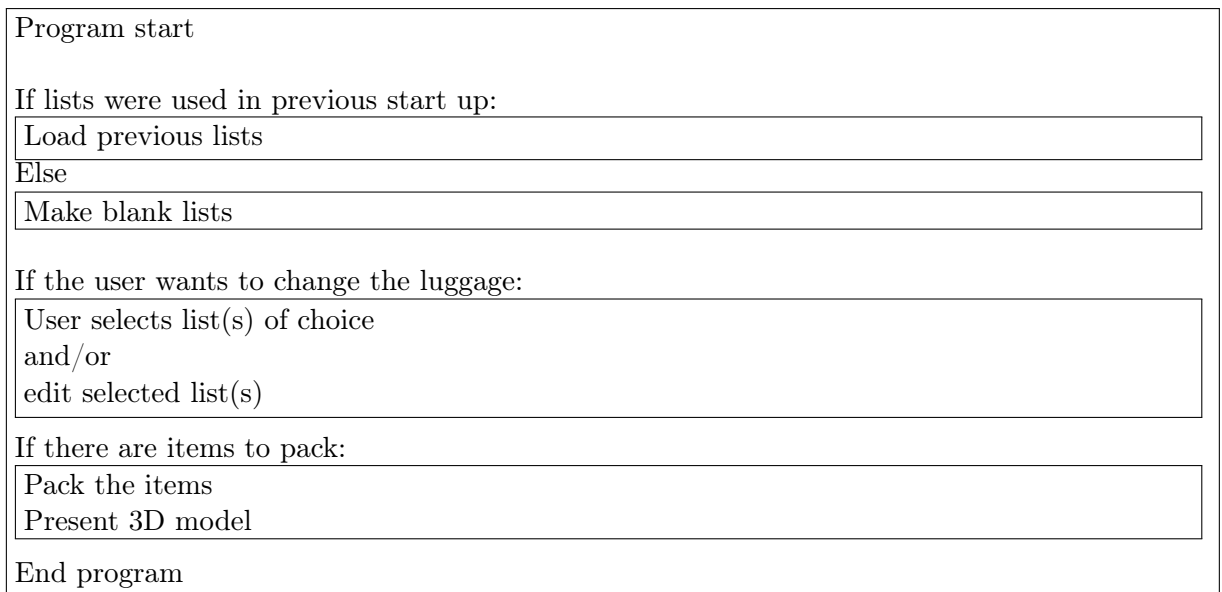 Program start
If lists were used in previous start up:
Load previous lists
Else
Make blank lists
If the user wants to change the luggage:
User selects list(s) of choice
and/or
edit selected list(s)
If there are items to pack:
Pack the items
Present 3D model
End program